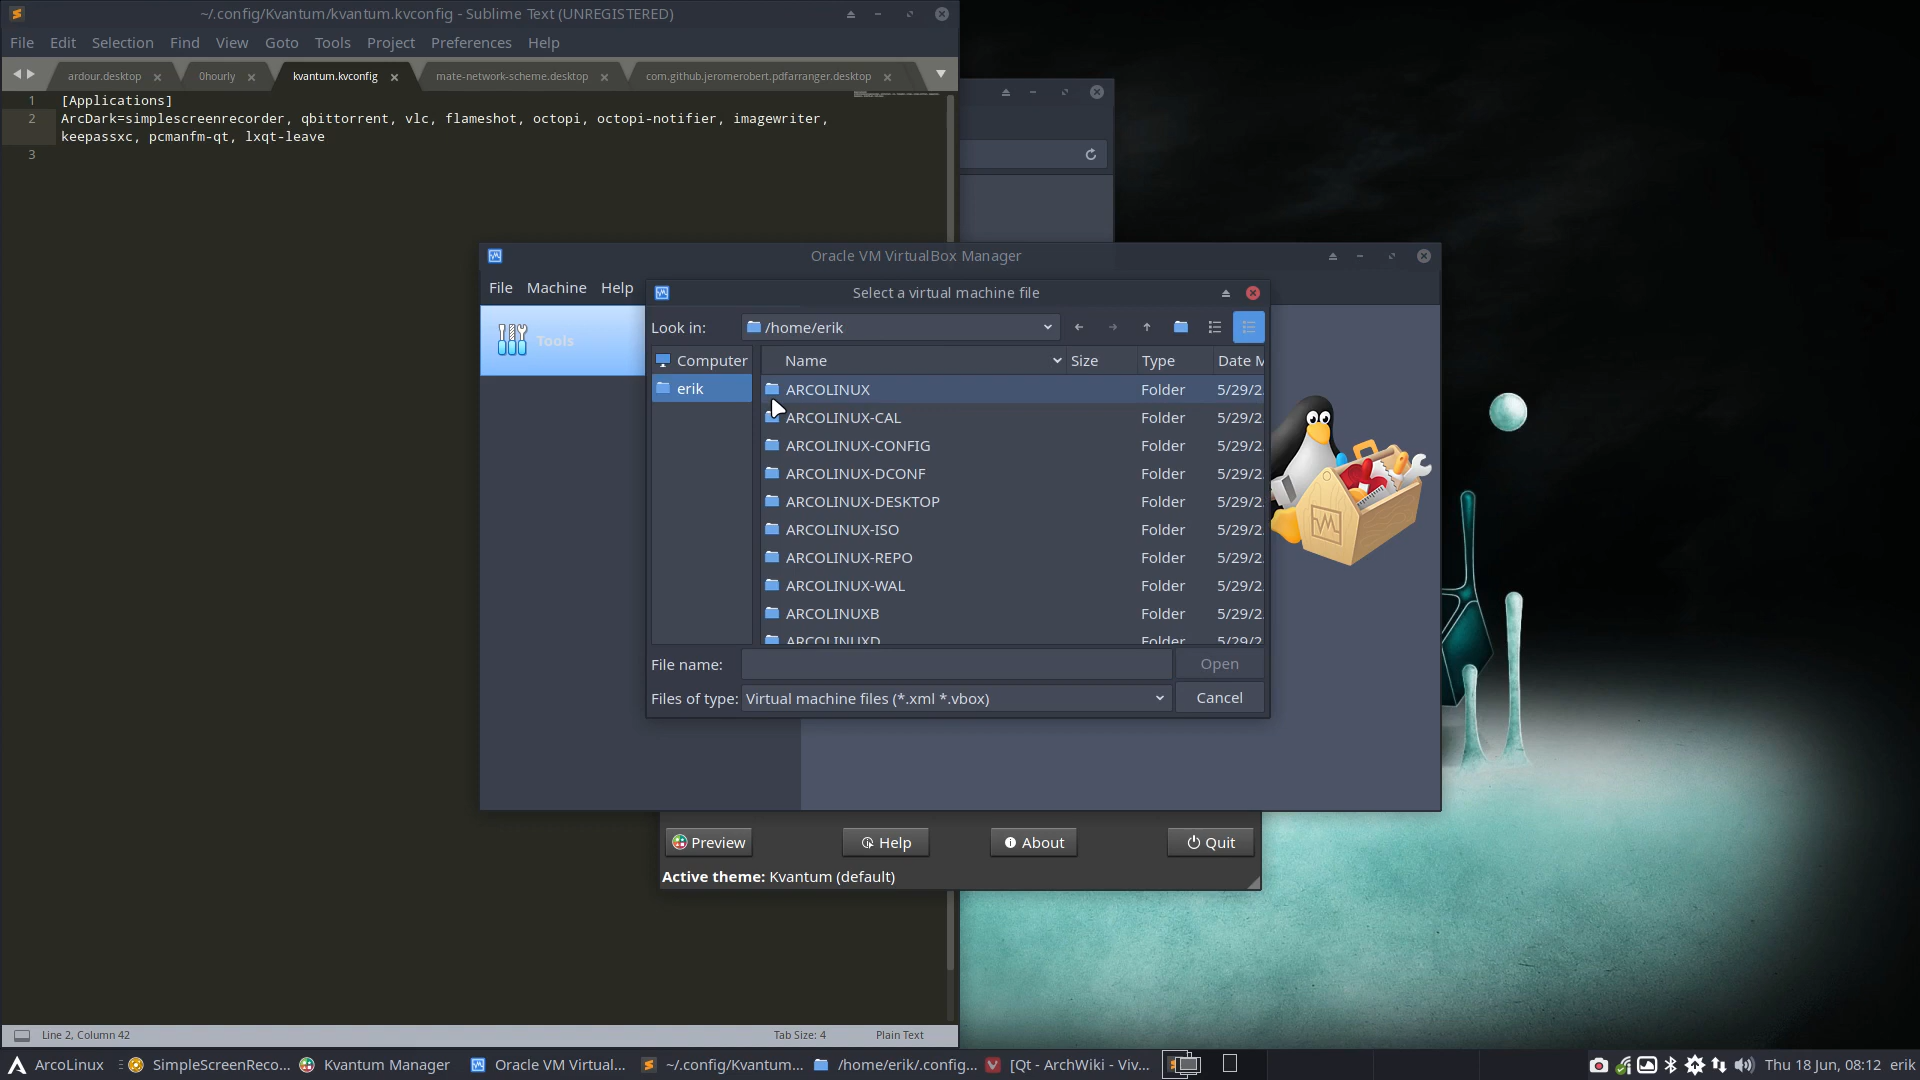 ~/.config/Kvantum/kvantum.kvconfig - Sublime Text (UNREGISTERED)
File Edit Selection Find View Goto Tools Project Preferences Help
ardour.desktop 0hourly kvantum.kvconfig mate-network-scheme.desktop com.github.jeromerobert.pdfarranger.desktop
1 [Applications]
2 ArcDark=simplescreenrecorder, qbittorrent, vlc, flameshot, octopi, octopi-notifier, imagewriter,
keepassxc, pcmanfm-qt, lxqt-leave
3
Oracle VM VirtualBox Manager
File Machine Help
Tools
Select a virtual machine file
Look in: /home/erik
Computer
erik
Name Size Type Date M
ARCOLINUX Folder 5/29/2
ARCOLINUX-CAL Folder 5/29/2
ARCOLINUX-CONFIG Folder 5/29/2
ARCOLINUX-DCONF Folder 5/29/2
ARCOLINUX-DESKTOP Folder 5/29/2
ARCOLINUX-ISO Folder 5/29/2
ARCOLINUX-REPO Folder 5/29/2
ARCOLINUX-WAL Folder 5/29/2
ARCOLINUXB Folder 5/29/2
ARCOLINUXD Folder 5/29/2
File name: Open
Files of type: Virtual machine files (*.xml *.vbox) Cancel
Preview Help About Quit
Active theme: Kvantum (default)
Line 2, Column 42 Tab Size: 4 Plain Text
ArcoLinux SimpleScreenReco... Kvantum Manager Oracle VM Virtual... ~/.config/Kvantum... /home/erik/.config... [Qt - ArchWiki - Viv... Thu 18 Jun, 08:12 erik